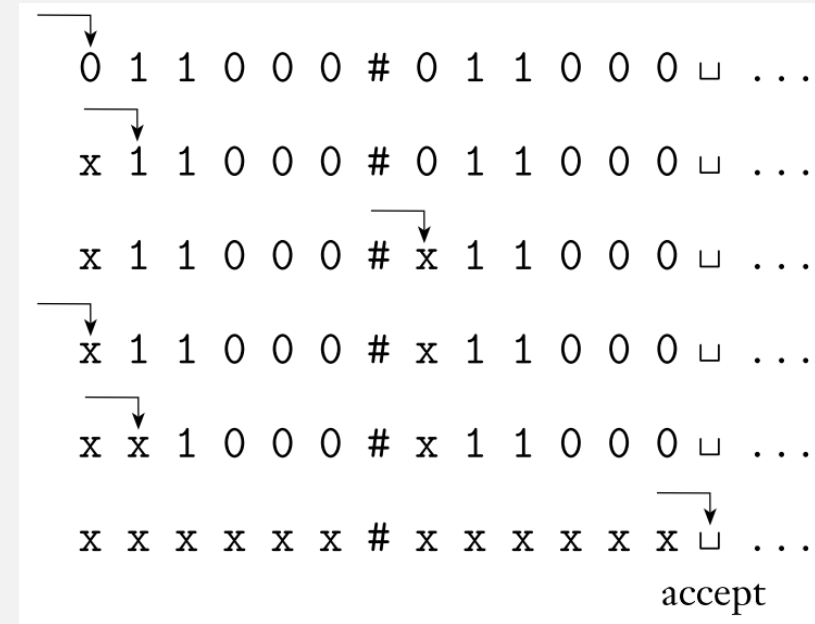 0 1 1 0 0 0 # 0 1 1 0 0 0 ␣ ...
x 1 1 0 0 0 # 0 1 1 0 0 0 ␣ ...
x 1 1 0 0 0 # x 1 1 0 0 0 ␣ ...
x 1 1 0 0 0 # x 1 1 0 0 0 ␣ ...
x x 1 0 0 0 # x 1 1 0 0 0 ␣ ...
x x x x x x # x x x x x x ␣ ...
accept